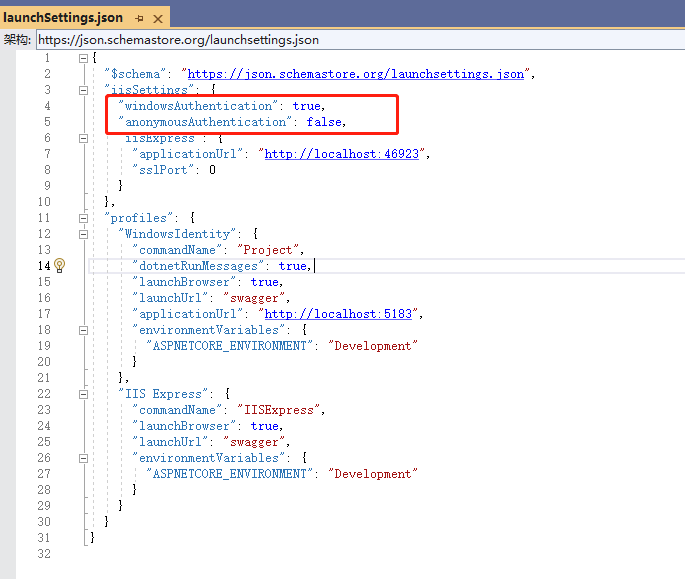 launchSettings.json
架构: https://json.schemastore.org/launchsettings.json
1 {
2 "$schema": "https://json.schemastore.org/launchsettings.json",
3 "iisSettings": {
4 "windowsAuthentication": true,
5 "anonymousAuthentication": false,
6 "iisExpress": {
7 "applicationUrl": "http://localhost:46923",
8 "sslPort": 0
9 }
10 },
11 "profiles": {
12 "WindowsIdentity": {
13 "commandName": "Project",
14 "dotnetRunMessages": true,
15 "launchBrowser": true,
16 "launchUrl": "swagger",
17 "applicationUrl": "http://localhost:5183",
18 "environmentVariables": {
19 "ASPNETCORE_ENVIRONMENT": "Development"
20 }
21 },
22 "IIS Express": {
23 "commandName": "IISExpress",
24 "launchBrowser": true,
25 "launchUrl": "swagger",
26 "environmentVariables": {
27 "ASPNETCORE_ENVIRONMENT": "Development"
28 }
29 }
30 }
31 }
32